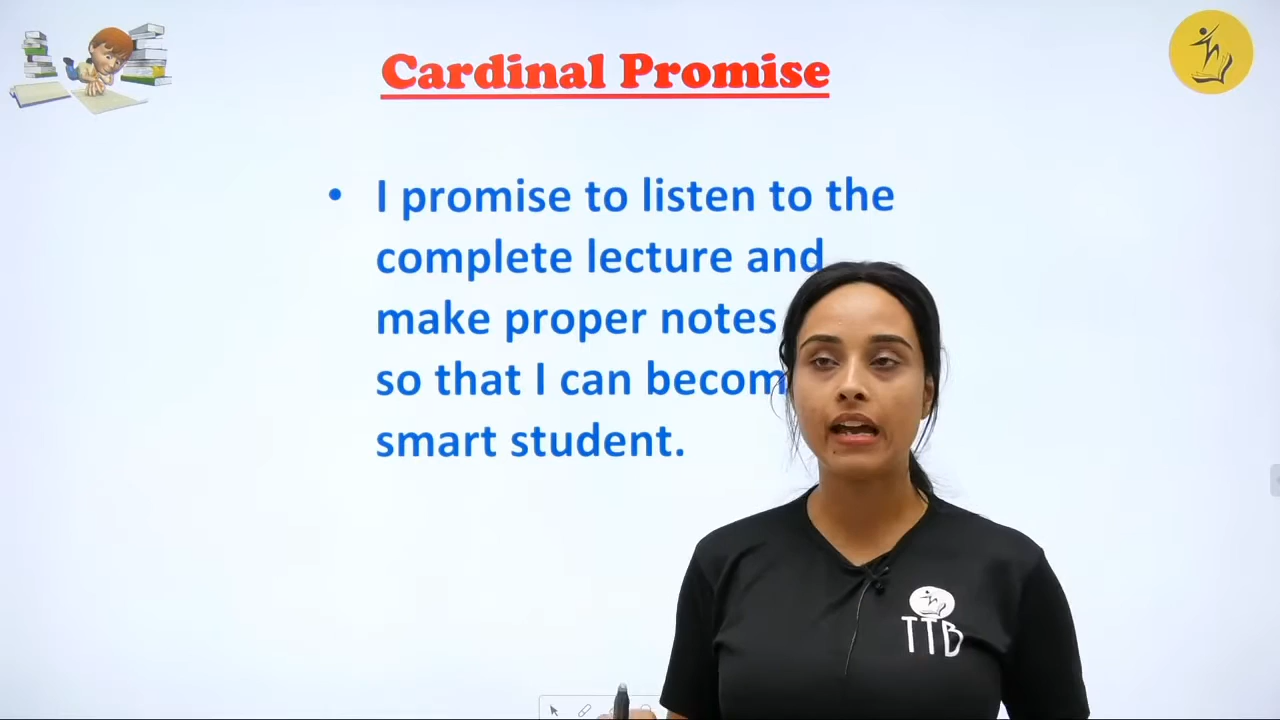 Cardinal Promise
• I promise to listen to the
complete lecture and
make proper notes
so that I can
smart student.
TTB